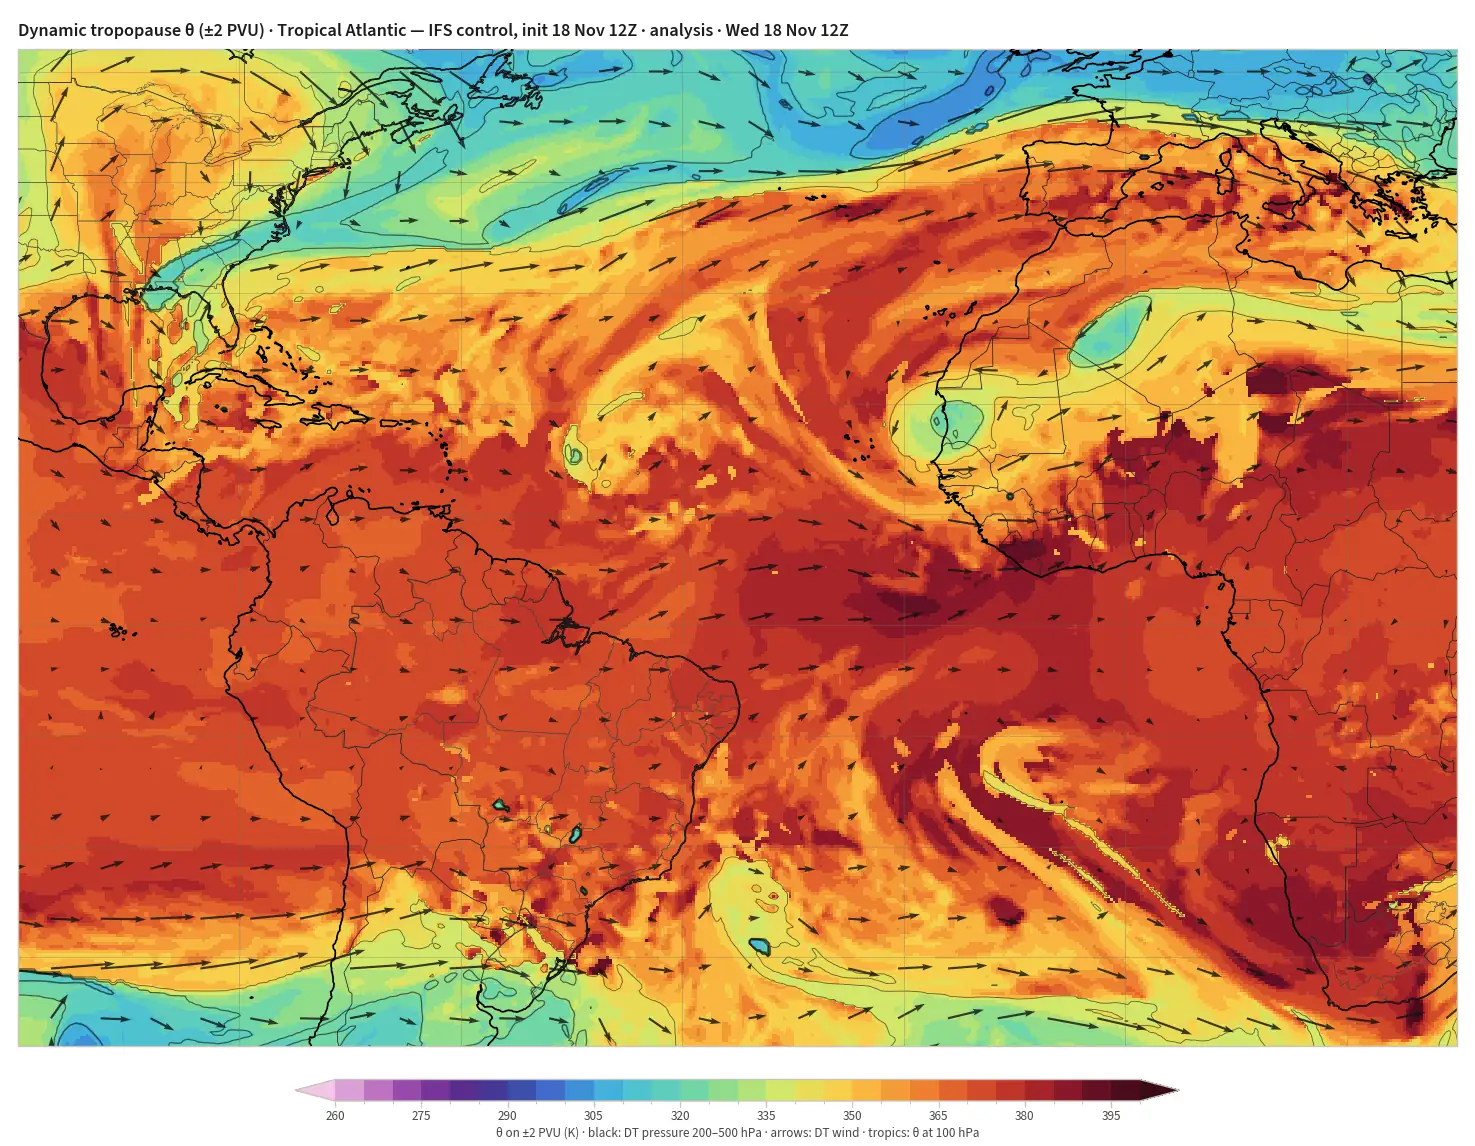 Dynamic tropopause θ (±2 PVU) · Tropical Atlantic — IFS control, init 18 Nov 12Z · analysis · Wed 18 Nov 12Z
260 275 290 305 320 335 350 365 380 395
θ on ±2 PVU (K) · black: DT pressure 200–500 hPa · arrows: DT wind · tropics: θ at 100 hPa